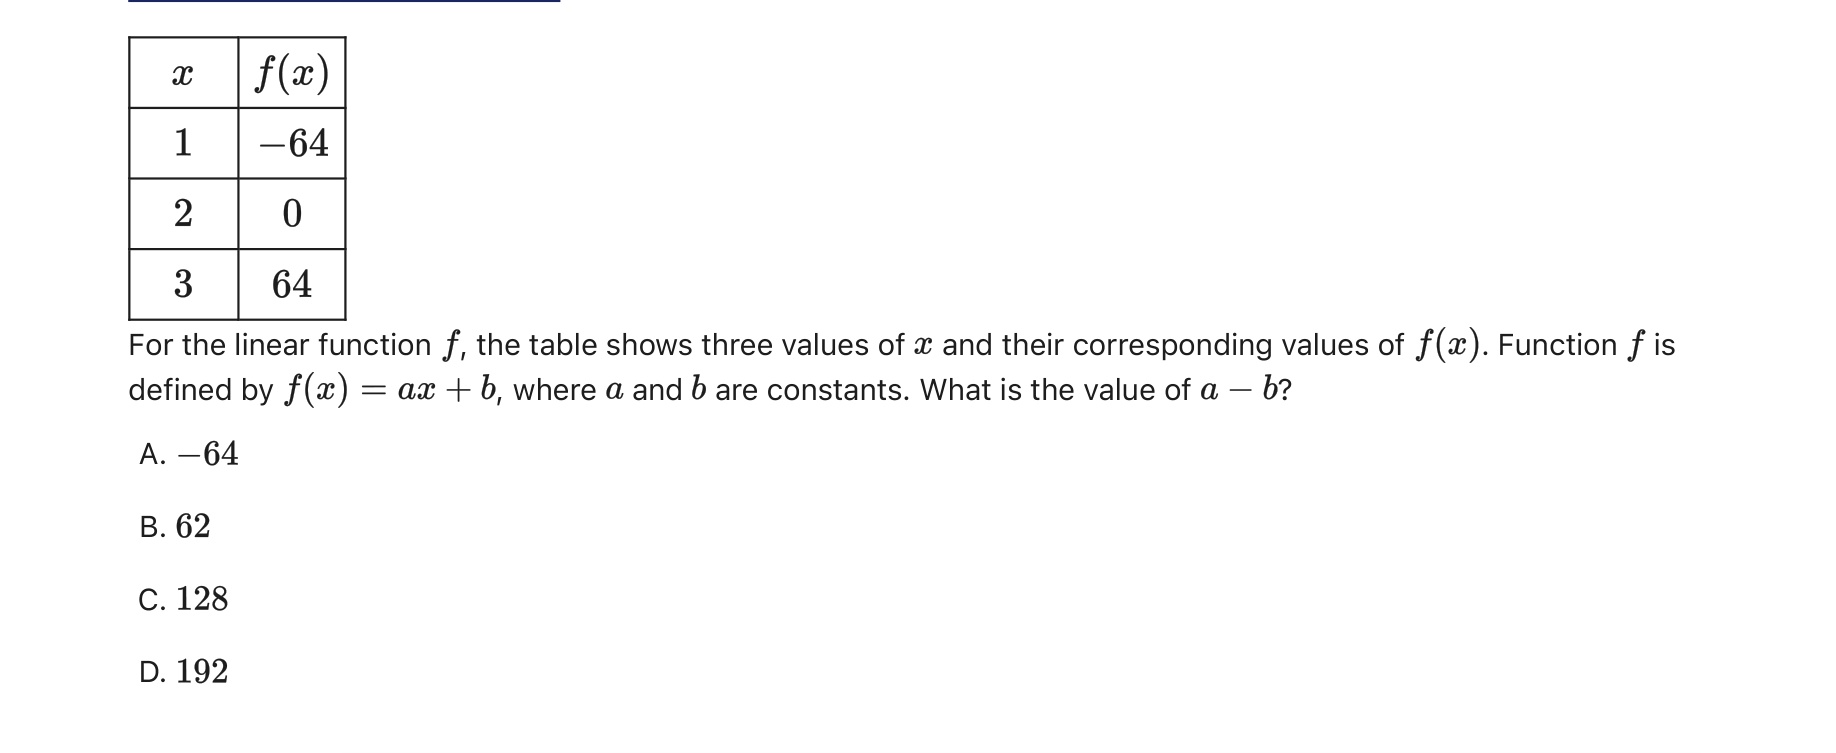 x f(x)
1 −64
2 0
3 64
For the linear function f, the table shows three values of x and their corresponding values of f(x). Function f is
defined by f(x) = ax + b, where a and b are constants. What is the value of a − b?
A. −64
B. 62
C. 128
D. 192